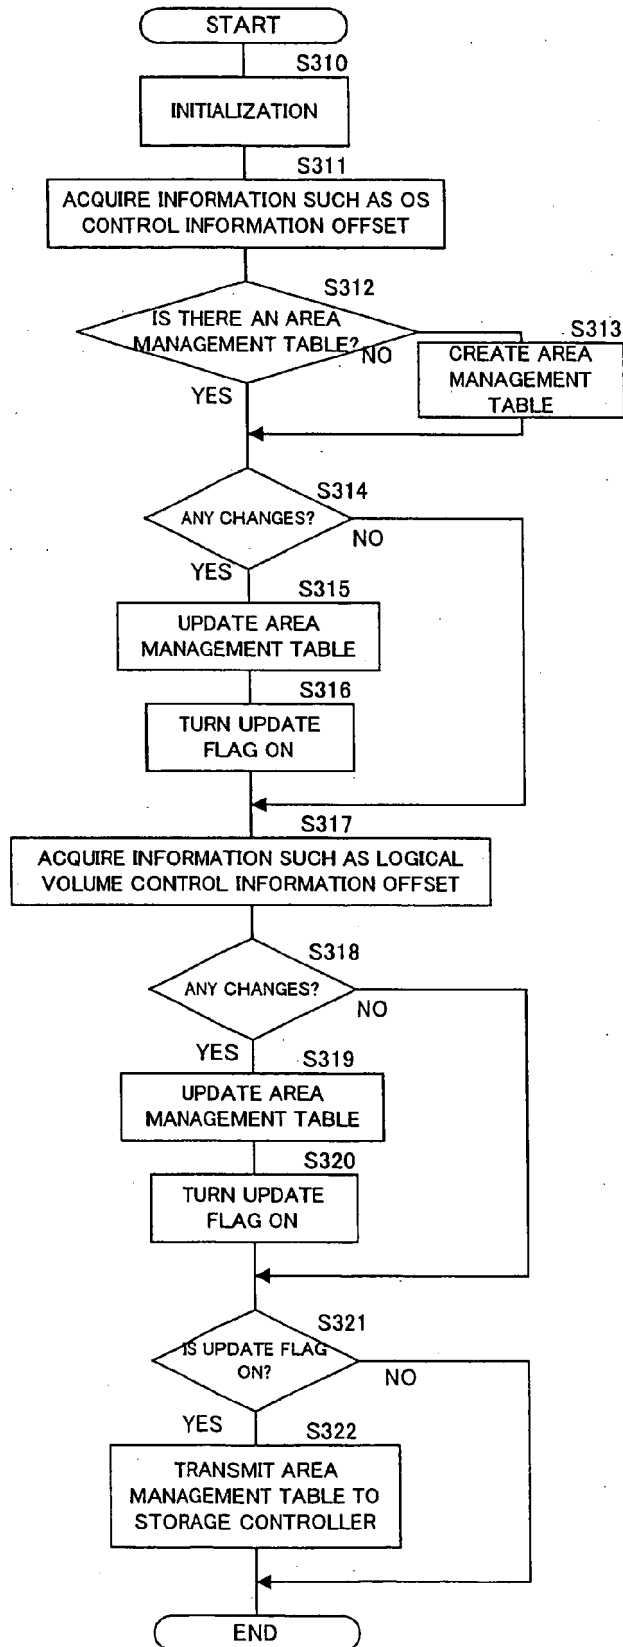 START
S310
INITIALIZATION
S311
ACQUIRE INFORMATION SUCH AS OS
CONTROL INFORMATION OFFSET
S312
IS THERE AN AREA
MANAGEMENT TABLE?
NO
YES
S313
CREATE AREA
MANAGEMENT
TABLE
S314
ANY CHANGES?
NO
YES
S315
UPDATE AREA
MANAGEMENT TABLE
S316
TURN UPDATE
FLAG ON
S317
ACQUIRE INFORMATION SUCH AS LOGICAL
VOLUME CONTROL INFORMATION OFFSET
S318
ANY CHANGES?
NO
YES
S319
UPDATE AREA
MANAGEMENT TABLE
S320
TURN UPDATE
FLAG ON
S321
IS UPDATE FLAG
ON?
NO
YES
S322
TRANSMIT AREA
MANAGEMENT TABLE TO
STORAGE CONTROLLER
END